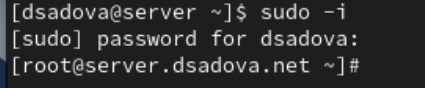 [dsadova@server ~]$ sudo -i
[sudo] password for dsadova:
[root@server.dsadova.net ~]#